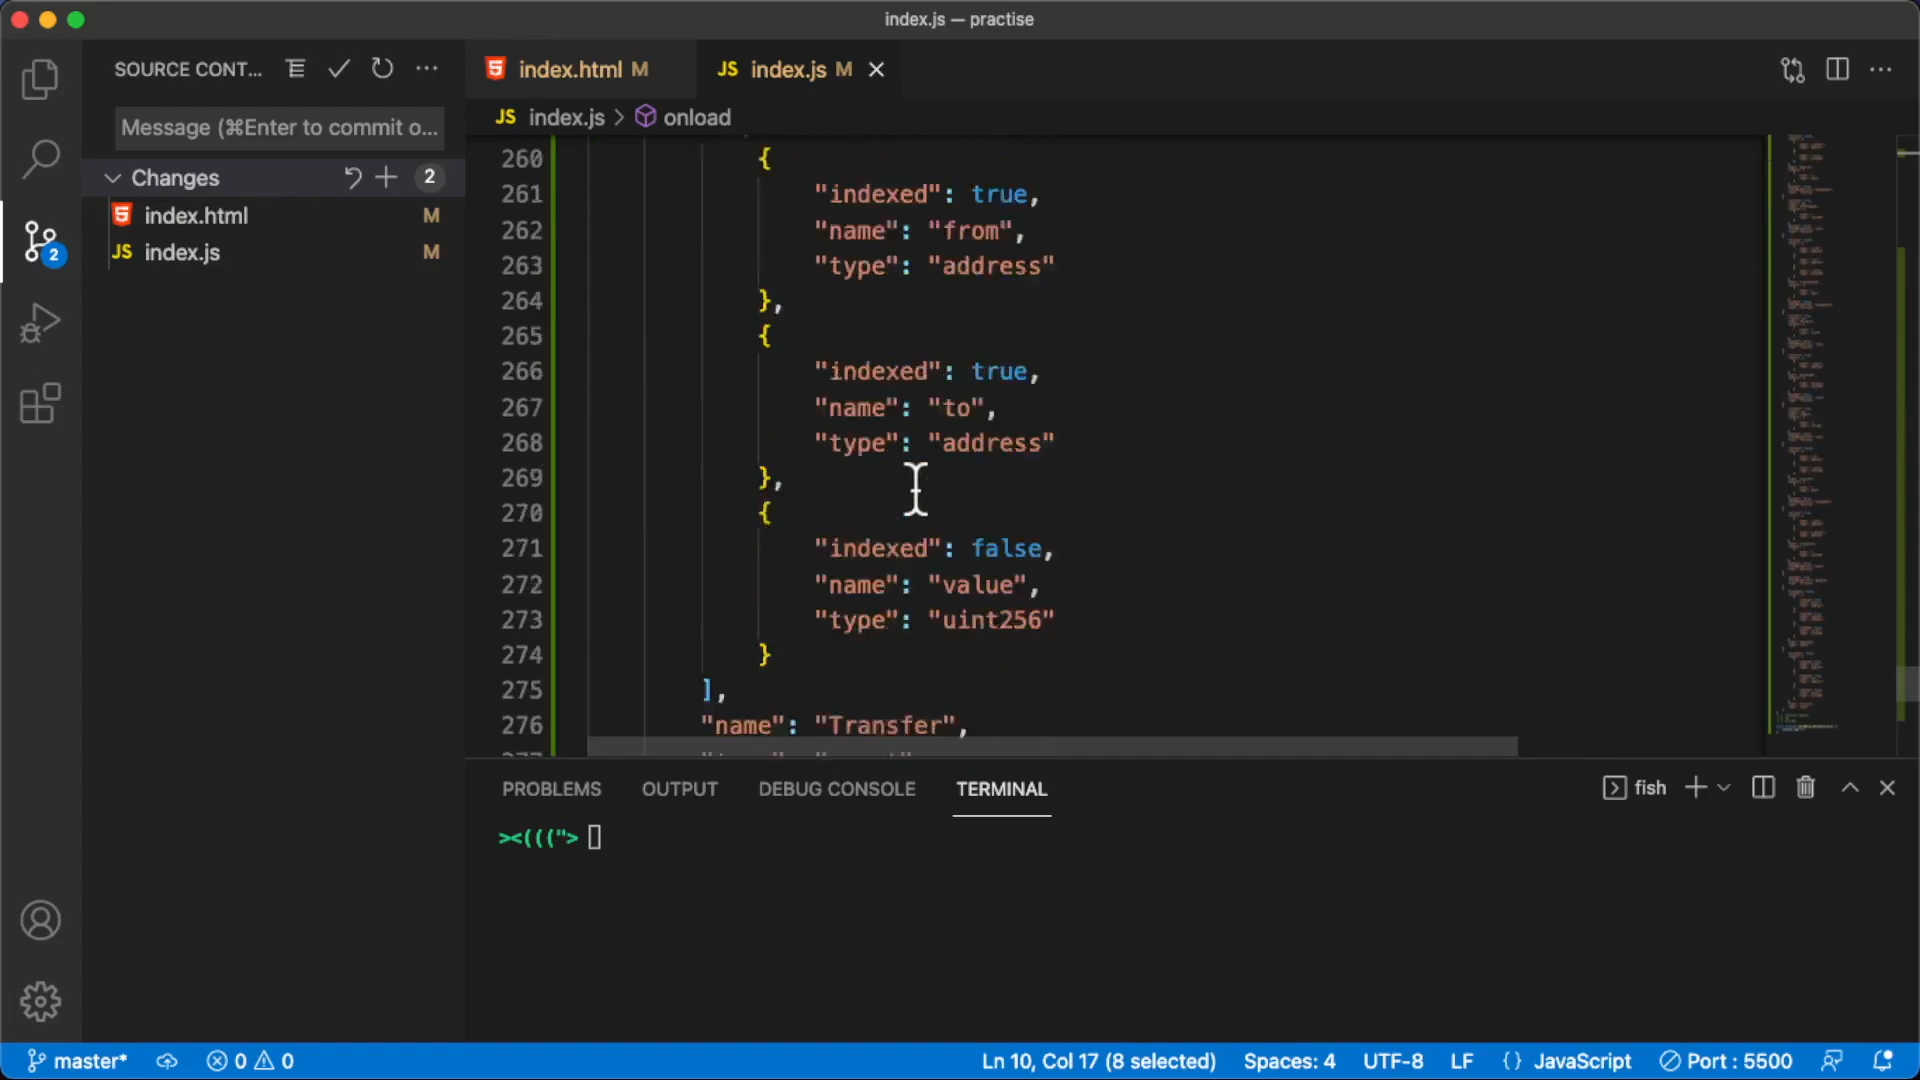 index.js — practise
SOURCE CONT...
index.html M
JS index.js M
JS index.js > onload
Message (⌘Enter to commit o...
Changes 2
index.html M
JS index.js M
2
260 {
261 "indexed": true,
262 "name": "from",
263 "type": "address"
264 },
265 {
266 "indexed": true,
267 "name": "to",
268 "type": "address"
269 },
270 {
271 "indexed": false,
272 "name": "value",
273 "type": "uint256"
274 }
275 ],
276 "name": "Transfer",
PROBLEMS OUTPUT DEBUG CONSOLE TERMINAL
fish
><((("> 
master* 0 0 Ln 10, Col 17 (8 selected) Spaces: 4 UTF-8 LF {} JavaScript Port : 5500